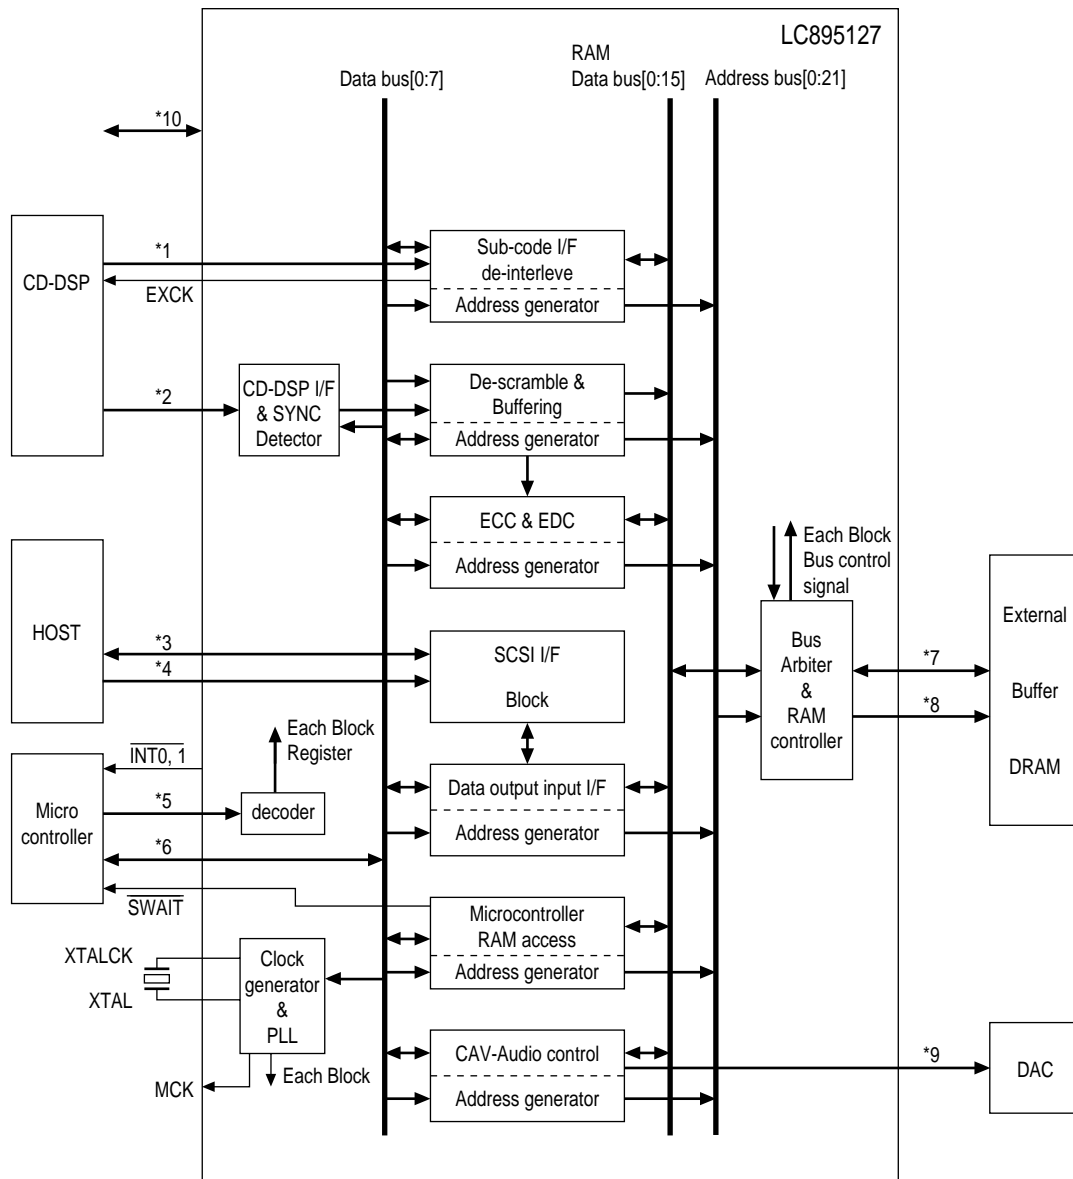 LC895127
RAM
Data bus[0:7]
Data bus[0:15]
Address bus[0:21]
*10
CD-DSP
*1
EXCK
Sub-code I/F
de-interleve
Address generator
*2
CD-DSP I/F
& SYNC
Detector
De-scramble &
Buffering
Address generator
ECC & EDC
Address generator
Each Block
Bus control
signal
HOST
*3
*4
SCSI I/F
Block
Bus
Arbiter
&
RAM
controller
*7
*8
External
Buffer
DRAM
INT0, 1
Each Block
Register
Micro
controller
*5
decoder
*6
SWAIT
Data output input I/F
Address generator
Microcontroller
RAM access
Address generator
XTALCK
XTAL
Clock
generator
&
PLL
MCK
Each Block
CAV-Audio control
Address generator
*9
DAC